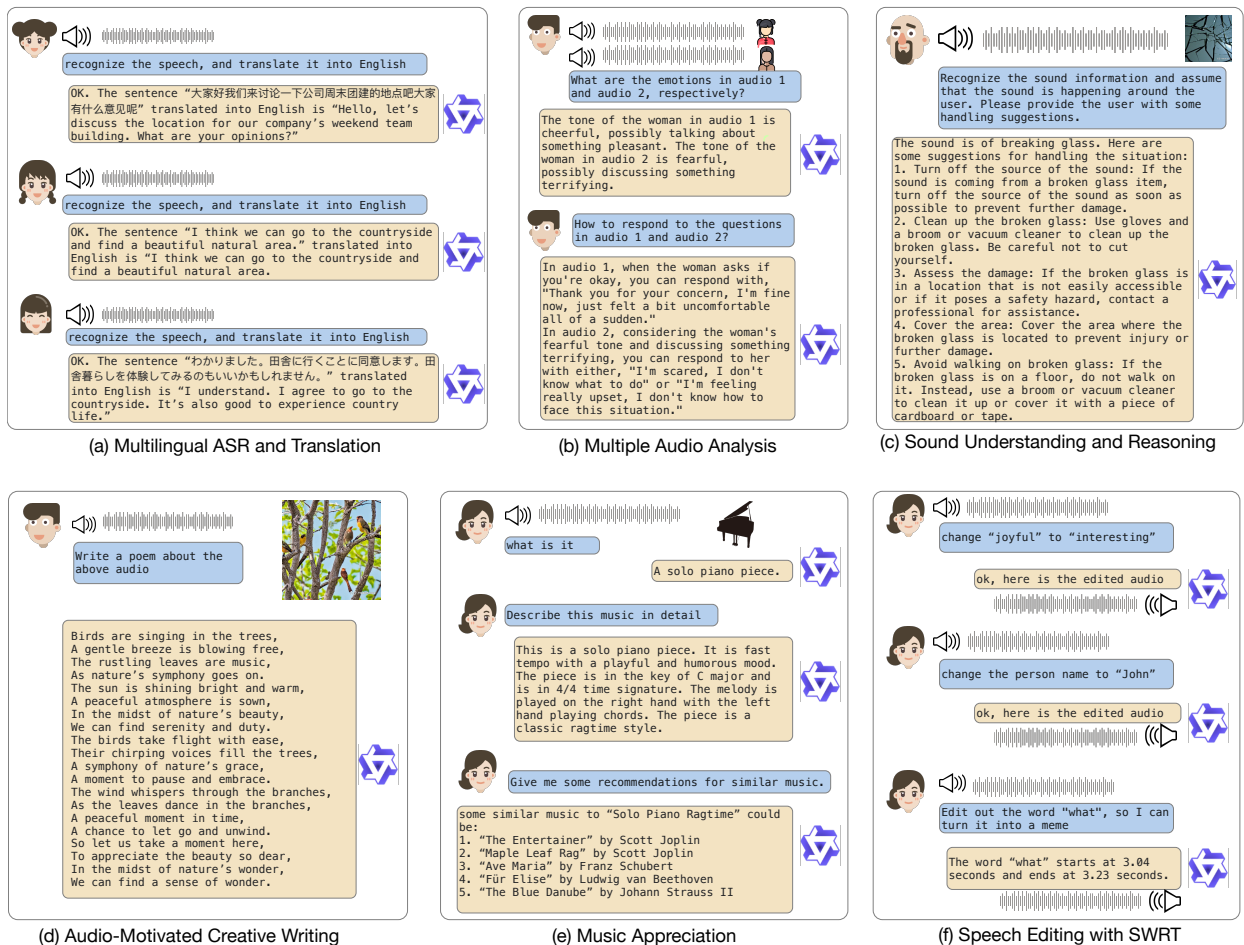 recognize the speech, and translate it into English
OK. The sentence “大家好我们来讨论一下公司周末团建的地点吧大家
有什么意见呢” translated into English is “Hello, let’s
discuss the location for our company’s weekend team
building. What are your opinions?”
recognize the speech, and translate it into English
OK. The sentence “I think we can go to the countryside
and find a beautiful natural area.” translated into
English is “I think we can go to the countryside and
find a beautiful natural area.
recognize the speech, and translate it into English
OK. The sentence “わかりました。田舎に行くことに同意します。田
舎暮らしを体験してみるのもいいかもしれません。” translated
into English is “I understand. I agree to go to the
countryside. It’s also good to experience country
life.”
(a) Multilingual ASR and Translation
What are the emotions in audio 1
and audio 2, respectively?
The tone of the woman in audio 1 is
cheerful, possibly talking about
something pleasant. The tone of the
woman in audio 2 is fearful,
possibly discussing something
terrifying.
How to respond to the questions
in audio 1 and audio 2?
In audio 1, when the woman asks if
you're okay, you can respond with,
"Thank you for your concern, I'm fine
now, just felt a bit uncomfortable
all of a sudden."
In audio 2, considering the woman's
fearful tone and discussing something
terrifying, you can respond to her
with either, "I'm scared, I don't
know what to do" or "I'm feeling
really upset, I don't know how to
face this situation."
(b) Multiple Audio Analysis
Recognize the sound information and assume
that the sound is happening around the
user. Please provide the user with some
handling suggestions.
The sound is of breaking glass. Here are
some suggestions for handling the situation:
1. Turn off the source of the sound: If the
sound is coming from a broken glass item,
turn off the source of the sound as soon as
possible to prevent further damage.
2. Clean up the broken glass: Use gloves and
a broom or vacuum cleaner to clean up the
broken glass. Be careful not to cut
yourself.
3. Assess the damage: If the broken glass is
in a location that is not easily accessible
or if it poses a safety hazard, contact a
professional for assistance.
4. Cover the area: Cover the area where the
broken glass is located to prevent injury or
further damage.
5. Avoid walking on broken glass: If the
broken glass is on a floor, do not walk on
it. Instead, use a broom or vacuum cleaner
to clean it up or cover it with a piece of
cardboard or tape.
(c) Sound Understanding and Reasoning
Write a poem about the
above audio
Birds are singing in the trees,
A gentle breeze is blowing free,
The rustling leaves are music,
As nature’s symphony goes on.
The sun is shining bright and warm,
A peaceful atmosphere is sown,
In the midst of nature’s beauty,
We can find serenity and duty.
The birds take flight with ease,
Their chirping voices fill the trees,
A symphony of nature’s grace,
A moment to pause and embrace.
The wind whispers through the branches,
As the leaves dance in the branches,
A peaceful moment in time,
A chance to let go and unwind.
So let us take a moment here,
To appreciate the beauty so dear,
In the midst of nature’s wonder,
We can find a sense of wonder.
(d) Audio-Motivated Creative Writing
what is it
A solo piano piece.
Describe this music in detail
This is a solo piano piece. It is fast
tempo with a playful and humorous mood.
The piece is in the key of C major and
is in 4/4 time signature. The melody is
played on the right hand with the left
hand playing chords. The piece is a
classic ragtime style.
Give me some recommendations for similar music.
some similar music to “Solo Piano Ragtime” could
be:
1. “The Entertainer” by Scott Joplin
2. “Maple Leaf Rag” by Scott Joplin
3. “Ave Maria” by Franz Schubert
4. “Für Elise” by Ludwig van Beethoven
5. “The Blue Danube” by Johann Strauss II
(e) Music Appreciation
change “joyful” to “interesting”
ok, here is the edited audio
change the person name to “John”
ok, here is the edited audio
Edit out the word "what", so I can
turn it into a meme
The word “what” starts at 3.04
seconds and ends at 3.23 seconds.
(f) Speech Editing with SWRT